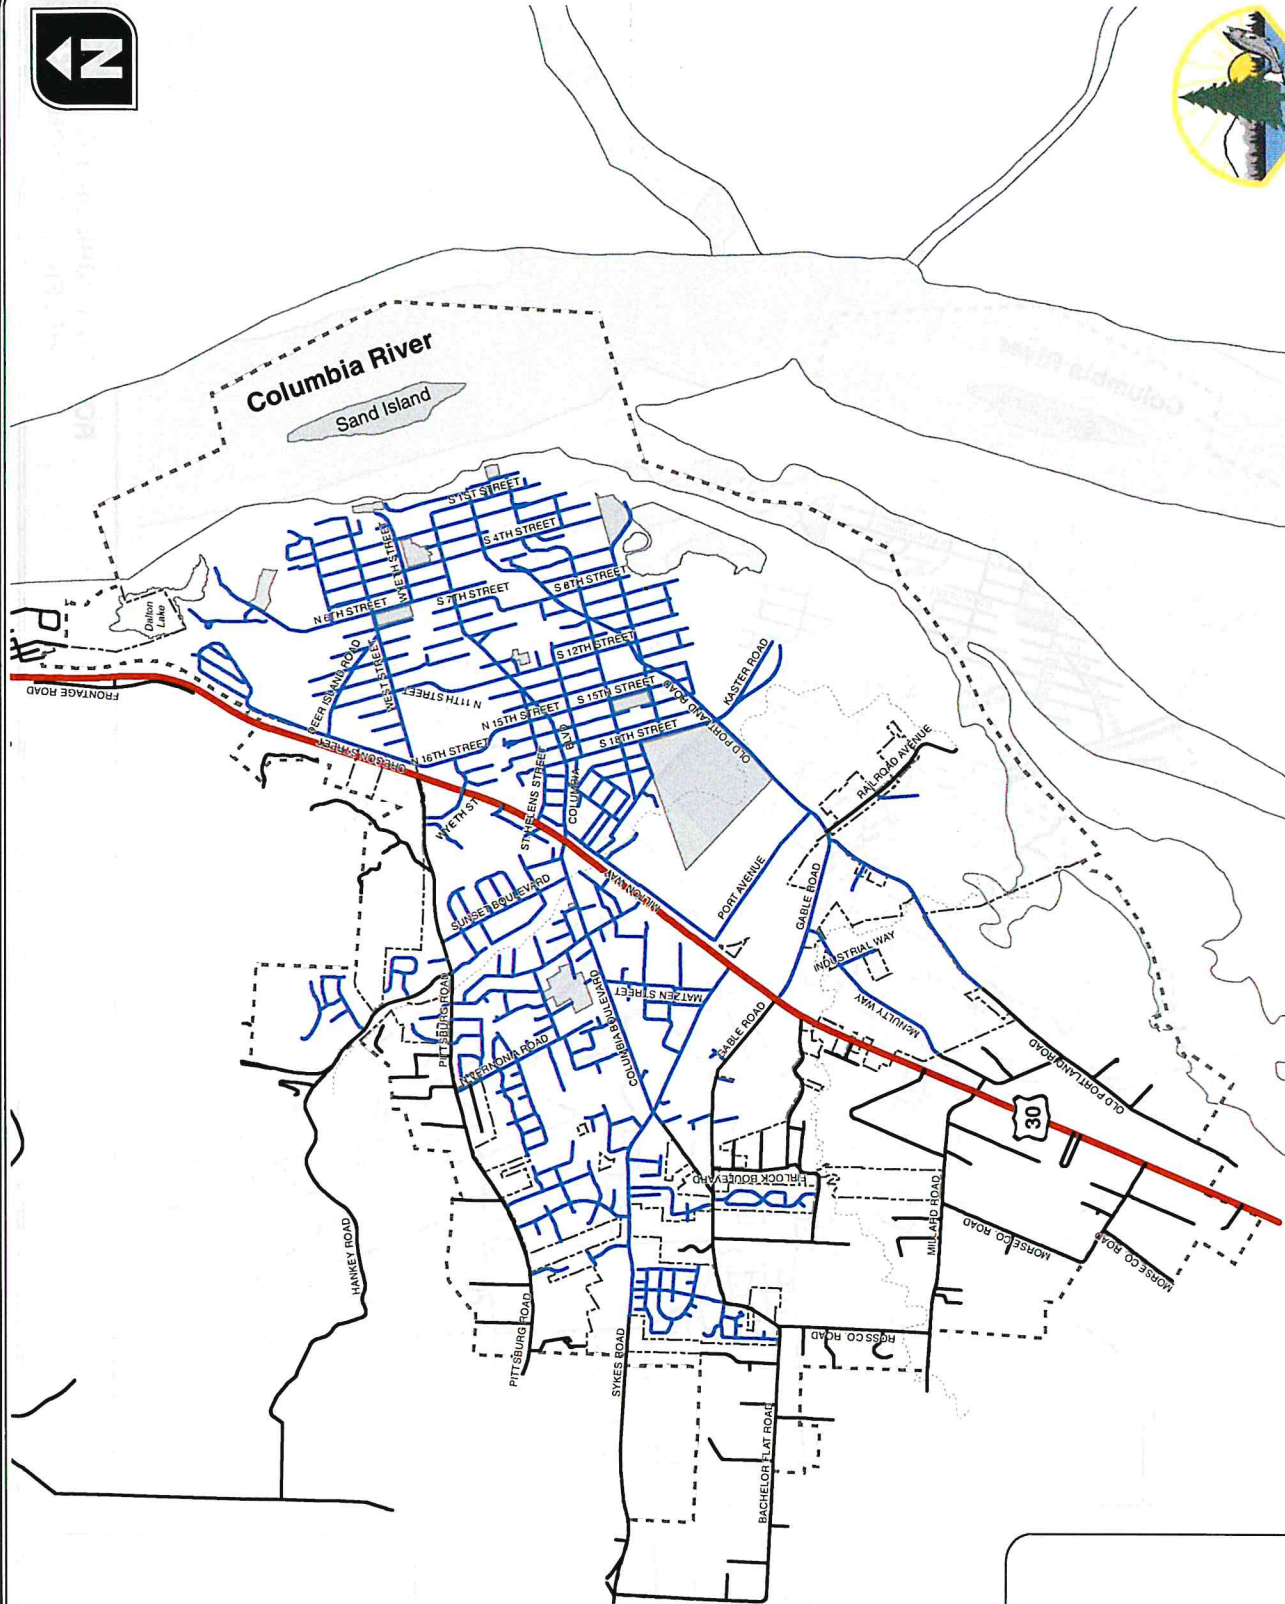 N
Columbia River
Sand Island
Dalton
Lake
FRONTAGE ROAD
S 1ST STREET
S 4TH STREET
WYETH STREET
N 6TH STREET
S 7TH STREET
S 8TH STREET
DEER ISLAND ROAD
WEST STREET
N 11TH STREET
S 12TH STREET
N 15TH STREET
S 15TH STREET
N 16TH STREET
S 18TH STREET
OREGON STREET
OLD PORTLAND ROAD
KASTER ROAD
RAILROAD AVENUE
WYETH ST
ST HELENS STREET
COLUMBIA
BLVD
MILTON WAY
PORT AVENUE
GABLE ROAD
SUNSET BOULEVARD
INDUSTRIAL WAY
McNULTY WAY
MATZEN STREET
COLUMBIA BOULEVARD
GABLE ROAD
PITTSBURG ROAD
N VERNONIA ROAD
OLD PORTLAND ROAD
30
FIRLOCK BOULEVARD
MILLARD ROAD
MORSE CO. ROAD
MORSE CO. ROAD
HANKEY ROAD
PITTSBURG ROAD
SYKES ROAD
ROSS CO. ROAD
BACHELOR FLAT ROAD